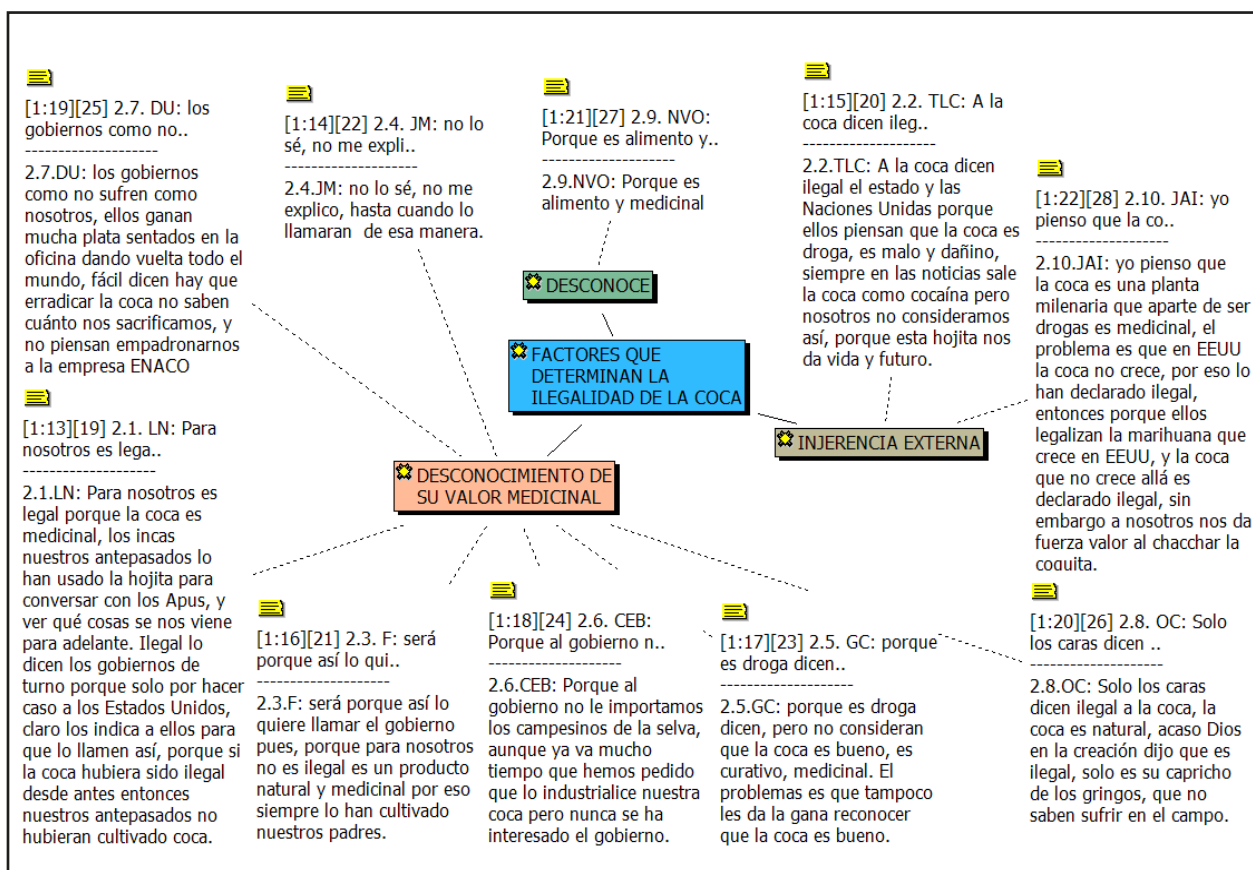 [1:19][25] 2.7. DU: los
gobiernos como no..
--------------------
2.7.DU: los gobiernos
como no sufren como
nosotros, ellos ganan
mucha plata sentados en la
oficina dando vuelta todo el
mundo, fácil dicen hay que
erradicar la coca no saben
cuánto nos sacrificamos, y
no piensan empadronarnos
a la empresa ENACO
[1:14][22] 2.4. JM: no lo
sé, no me expli..
--------------------
2.4.JM: no lo sé, no me
explico, hasta cuando lo
llamaran de esa manera.
[1:21][27] 2.9. NVO:
Porque es alimento y..
--------------------
2.9.NVO: Porque es
alimento y medicinal
[1:15][20] 2.2. TLC: A la
coca dicen ileg..
--------------------
2.2.TLC: A la coca dicen
ilegal el estado y las
Naciones Unidas porque
ellos piensan que la coca es
droga, es malo y dañino,
siempre en las noticias sale
la coca como cocaína pero
nosotros no consideramos
así, porque esta hojita nos
da vida y futuro.
[1:22][28] 2.10. JAI: yo
pienso que la co..
--------------------
2.10.JAI: yo pienso que
la coca es una planta
milenaria que aparte de ser
drogas es medicinal, el
problema es que en EEUU
la coca no crece, por eso lo
han declarado ilegal,
entonces porque ellos
legalizan la marihuana que
crece en EEUU, y la coca
que no crece allá es
declarado ilegal, sin
embargo a nosotros nos da
fuerza valor al chacchar la
coquita.
DESCONOCE
FACTORES QUE
DETERMINAN LA
ILEGALIDAD DE LA COCA
INJERENCIA EXTERNA
DESCONOCIMIENTO DE
SU VALOR MEDICINAL
[1:13][19] 2.1. LN: Para
nosotros es lega..
--------------------
2.1.LN: Para nosotros es
legal porque la coca es
medicinal, los incas
nuestros antepasados lo
han usado la hojita para
conversar con los Apus, y
ver qué cosas se nos viene
para adelante. Ilegal lo
dicen los gobiernos de
turno porque solo por hacer
caso a los Estados Unidos,
claro los indica a ellos para
que lo llamen así, porque si
la coca hubiera sido ilegal
desde antes entonces
nuestros antepasados no
hubieran cultivado coca.
[1:16][21] 2.3. F: será
porque así lo qui..
--------------------
2.3.F: será porque así lo
quiere llamar el gobierno
pues, porque para nosotros
no es ilegal es un producto
natural y medicinal por eso
siempre lo han cultivado
nuestros padres.
[1:18][24] 2.6. CEB:
Porque al gobierno n..
--------------------
2.6.CEB: Porque al
gobierno no le importamos
los campesinos de la selva,
aunque ya va mucho
tiempo que hemos pedido
que lo industrialice nuestra
coca pero nunca se ha
interesado el gobierno.
[1:17][23] 2.5. GC: porque
es droga dicen..
--------------------
2.5.GC: porque es droga
dicen, pero no consideran
que la coca es bueno, es
curativo, medicinal. El
problemas es que tampoco
les da la gana reconocer
que la coca es bueno.
[1:20][26] 2.8. OC: Solo
los caras dicen ..
--------------------
2.8.OC: Solo los caras
dicen ilegal a la coca, la
coca es natural, acaso Dios
en la creación dijo que es
ilegal, solo es su capricho
de los gringos, que no
saben sufrir en el campo.